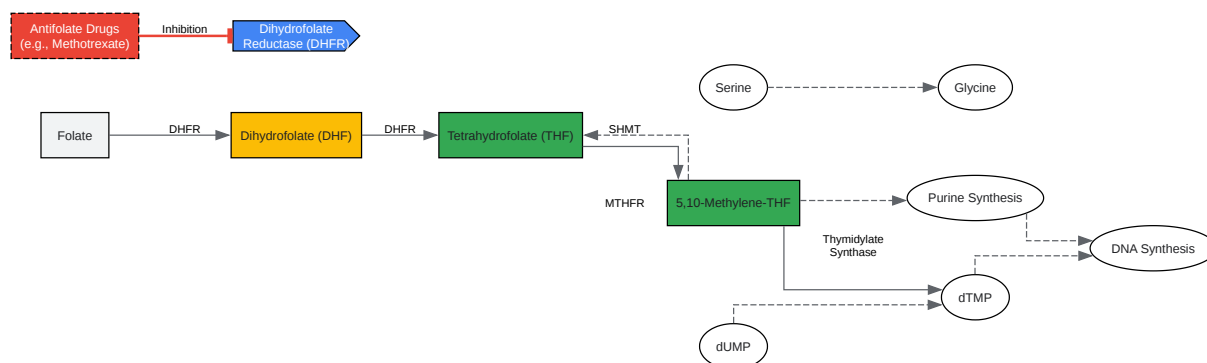 Antifolate Drugs
(e.g., Methotrexate)
Inhibition
Dihydrofolate
Reductase (DHFR)
Serine
Glycine
Folate
DHFR
Dihydrofolate (DHF)
DHFR
Tetrahydrofolate (THF)
SHMT
MTHFR
5,10-Methylene-THF
Purine Synthesis
Thymidylate
Synthase
DNA Synthesis
dTMP
dUMP